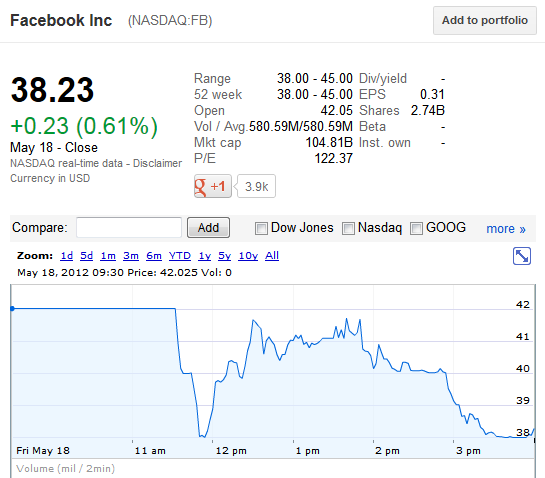 Facebook Inc (NASDAQ:FB) Add to portfolio
38.23
+0.23 (0.61%)
May 18 - Close
NASDAQ real-time data - Disclaimer
Currency in USD
Range 38.00 - 45.00 Div/yield -
52 week 38.00 - 45.00 EPS 0.31
Open 42.05 Shares 2.74B
Vol / Avg. 580.59M/580.59M Beta -
Mkt cap 104.81B Inst. own -
P/E 122.37
g +1 3.9k
Compare: Add Dow Jones Nasdaq GOOG more »
Zoom: 1d 5d 1m 3m 6m YTD 1y 5y 10y All
May 18, 2012 09:30 Price: 42.025 Vol: 0
42
41
40
39
38
Fri May 18 11 am 12 pm 1 pm 2 pm 3 pm
Volume (mil / 2min)